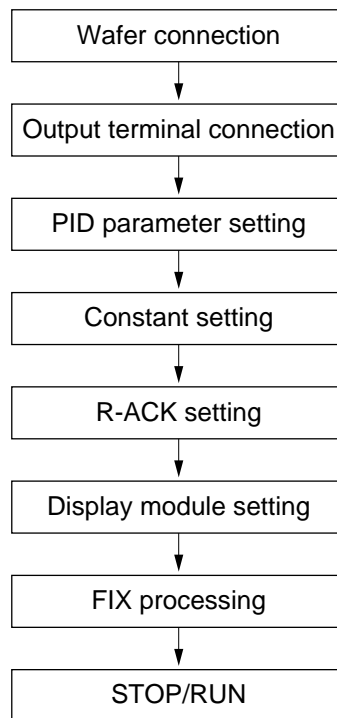 Wafer connection
Output terminal connection
PID parameter setting
Constant setting
R-ACK setting
Display module setting
FIX processing
STOP/RUN